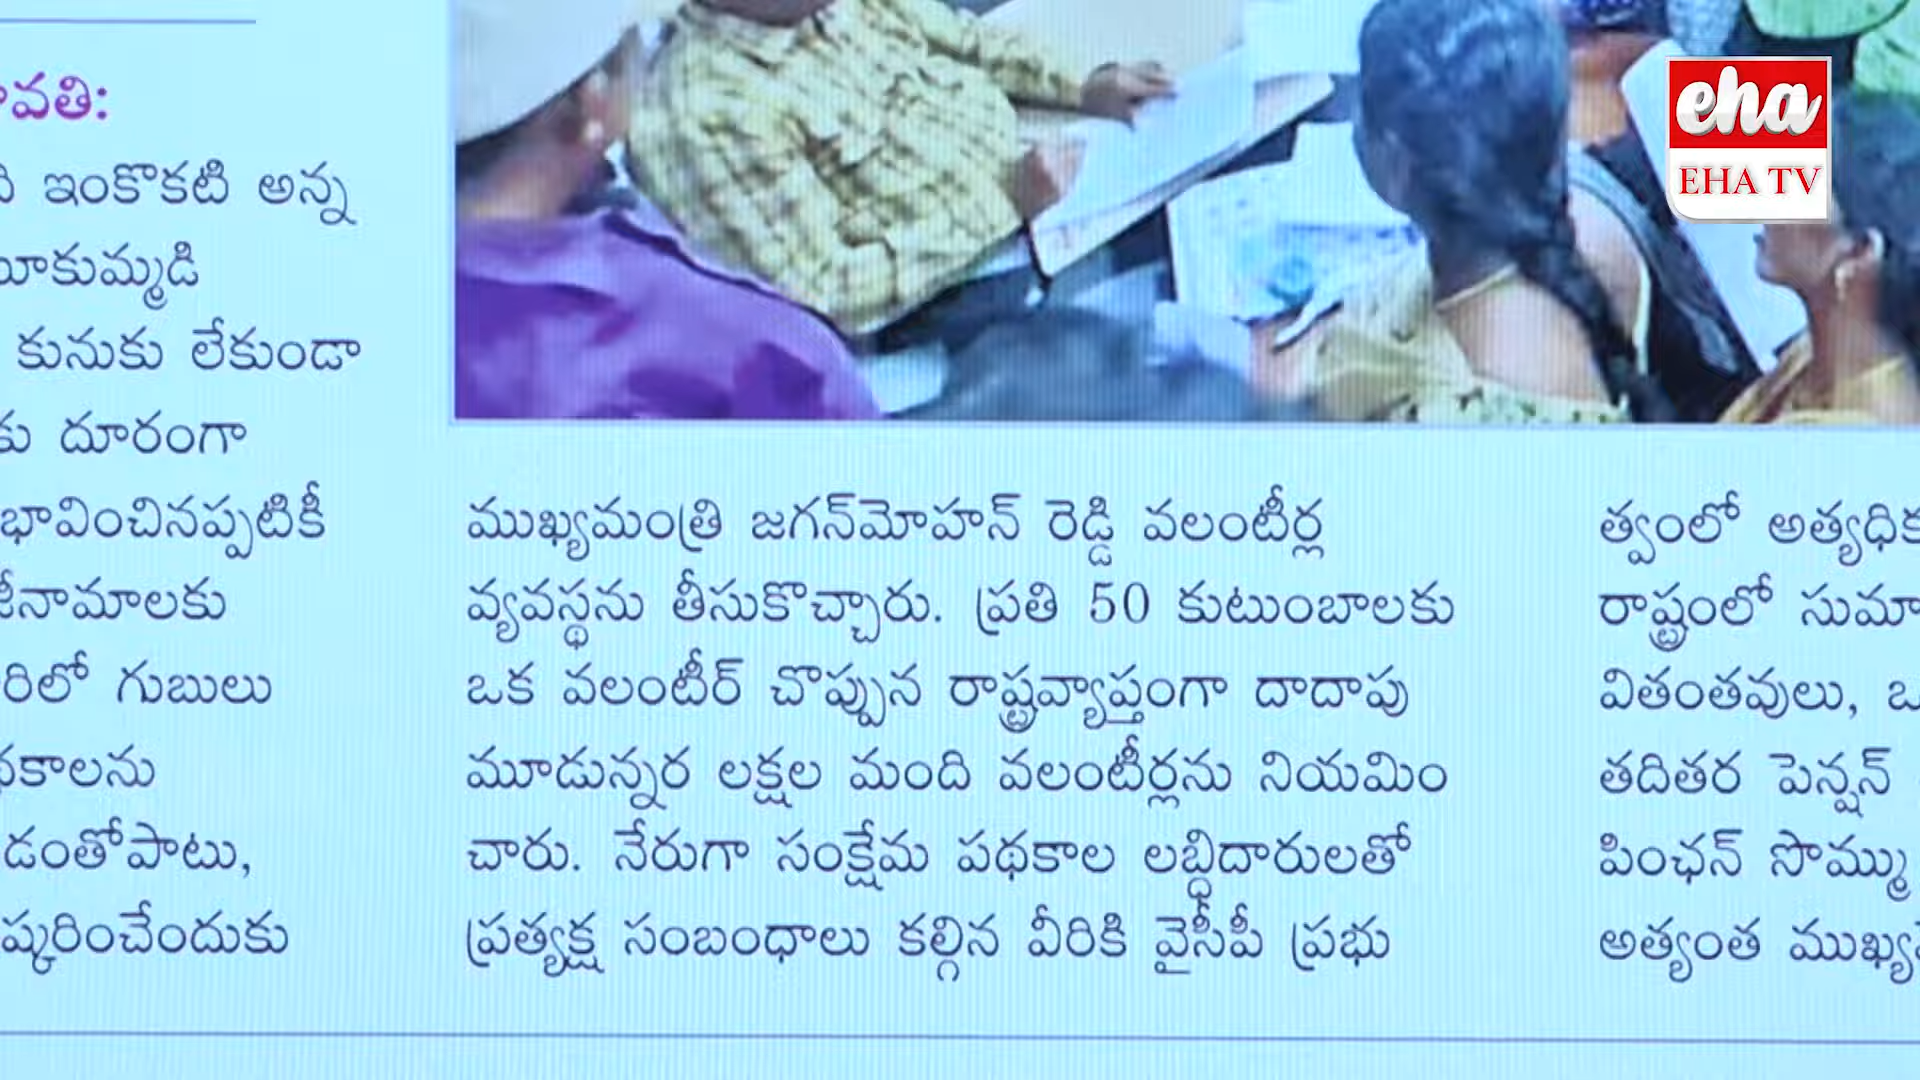 వతి:
ఇంకొకటి అన్న
కుమ్మడి
కునుకు లేకుండా
కు దూరంగా
భావించినప్పటికీ
జీనామాలకు
రిలో గుబులు
కాలను
డంతోపాటు,
ష్కరించేందుకు
ముఖ్యమంత్రి జగన్‌మోహన్ రెడ్డి వలంటీర్ల
వ్యవస్థను తీసుకొచ్చారు. ప్రతి 50 కుటుంబాలకు
ఒక వలంటీర్ చొప్పున రాష్ట్రవ్యాప్తంగా దాదాపు
మూడున్నర లక్షల మంది వలంటీర్లను నియమిం
చారు. నేరుగా సంక్షేమ పథకాల లబ్ధిదారులతో
ప్రత్యక్ష సంబంధాలు కల్గిన వీరికి వైసీపీ ప్రభు
త్వంలో అత్యధిక
రాష్ట్రంలో సుమా
వితంతవులు, ఒ
తదితర పెన్షన్
పింఛన్ సొమ్ము
అత్యంత ముఖ్య
eha
EHA TV